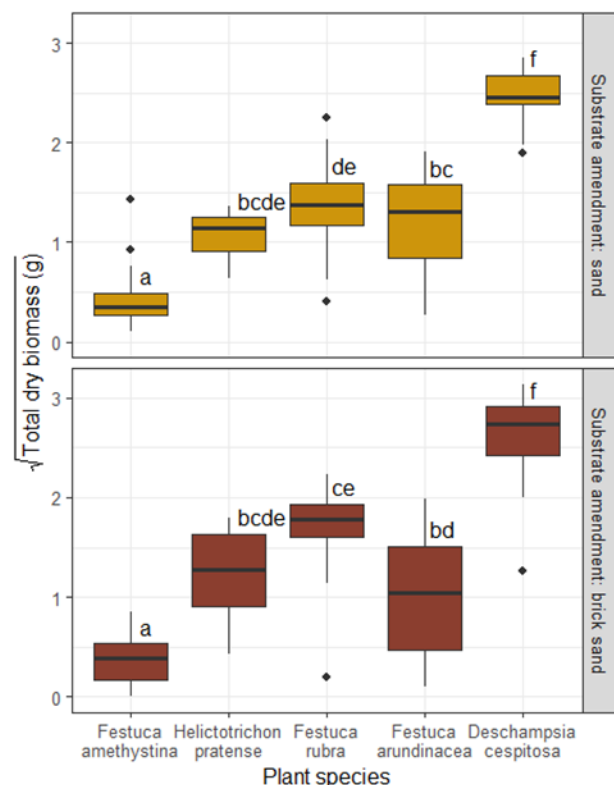 3
2
1
0
a
bcde
de
bc
f
Substrate amendment: sand
√Total dry biomass (g)
3
2
1
0
a
bcde
ce
bd
f
Substrate amendment: brick sand
Festuca
amethystina
Helictotrichon
pratense
Festuca
rubra
Festuca
arundinacea
Deschampsia
cespitosa
Plant species